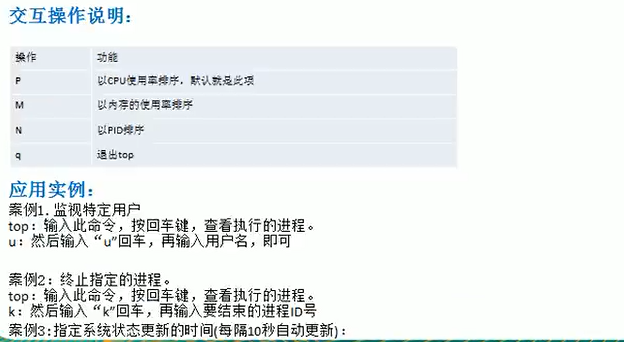 交互操作说明：
操作 功能
P 以CPU使用率排序，默认就是此项
M 以内存的使用率排序
N 以PID排序
q 退出top
应用实例：
案例1.监视特定用户
top：输入此命令，按回车键，查看执行的进程。
u：然后输入“u”回车，再输入用户名，即可
案例2：终止指定的进程。
top：输入此命令，按回车键，查看执行的进程。
k：然后输入“k”回车，再输入要结束的进程ID号
案例3:指定系统状态更新的时间(每隔10秒自动更新)：